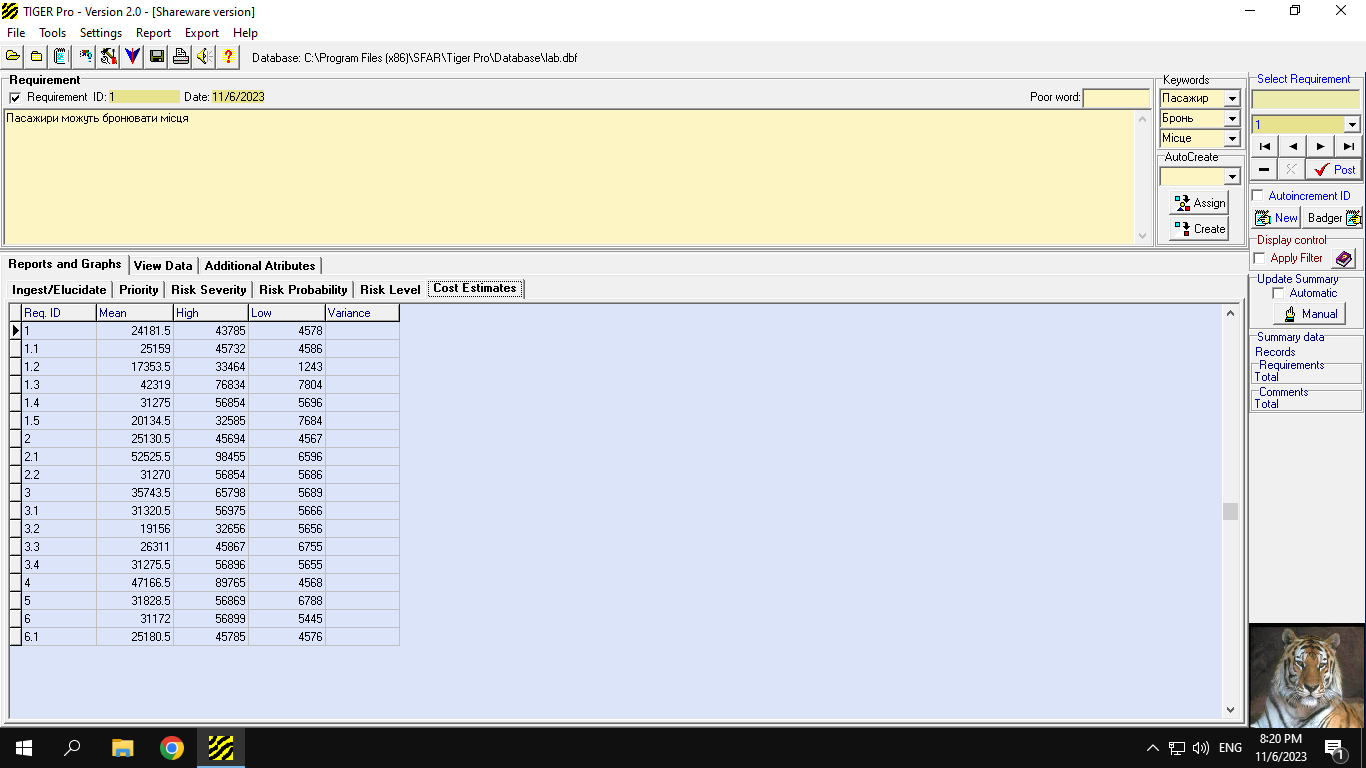 TIGER Pro - Version 2.0 - [Shareware version]
File Tools Settings Report Export Help
Database: C:\Program Files (x86)\SFAR\Tiger Pro\Database\lab.dbf
Requirement
Requirement ID: 1 Date: 11/6/2023 Poor word:
Пасажири можуть бронювати місця
Keywords
Пасажир
Бронь
Місце
AutoCreate
Assign
Create
Select Requirement
1
Post
Autoincrement ID
New Badger
Display control
Apply Filter
Update Summary
Automatic
Manual
Summary data
Records
Requirements
Total
Comments
Total
Reports and Graphs View Data Additional Atributes
Ingest/Elucidate Priority Risk Severity Risk Probability Risk Level Cost Estimates
Req. ID Mean High Low Variance
1 24181.5 43785 4578
1.1 25159 45732 4586
1.2 17353.5 33464 1243
1.3 42319 76834 7804
1.4 31275 56854 5696
1.5 20134.5 32585 7684
2 25130.5 45694 4567
2.1 52525.5 98455 6596
2.2 31270 56854 5686
3 35743.5 65798 5689
3.1 31320.5 56975 5666
3.2 19156 32656 5656
3.3 26311 45867 6755
3.4 31275.5 56896 5655
4 47166.5 89765 4568
5 31828.5 56869 6788
6 31172 56899 5445
6.1 25180.5 45785 4576
ENG
8:20 PM
11/6/2023
1